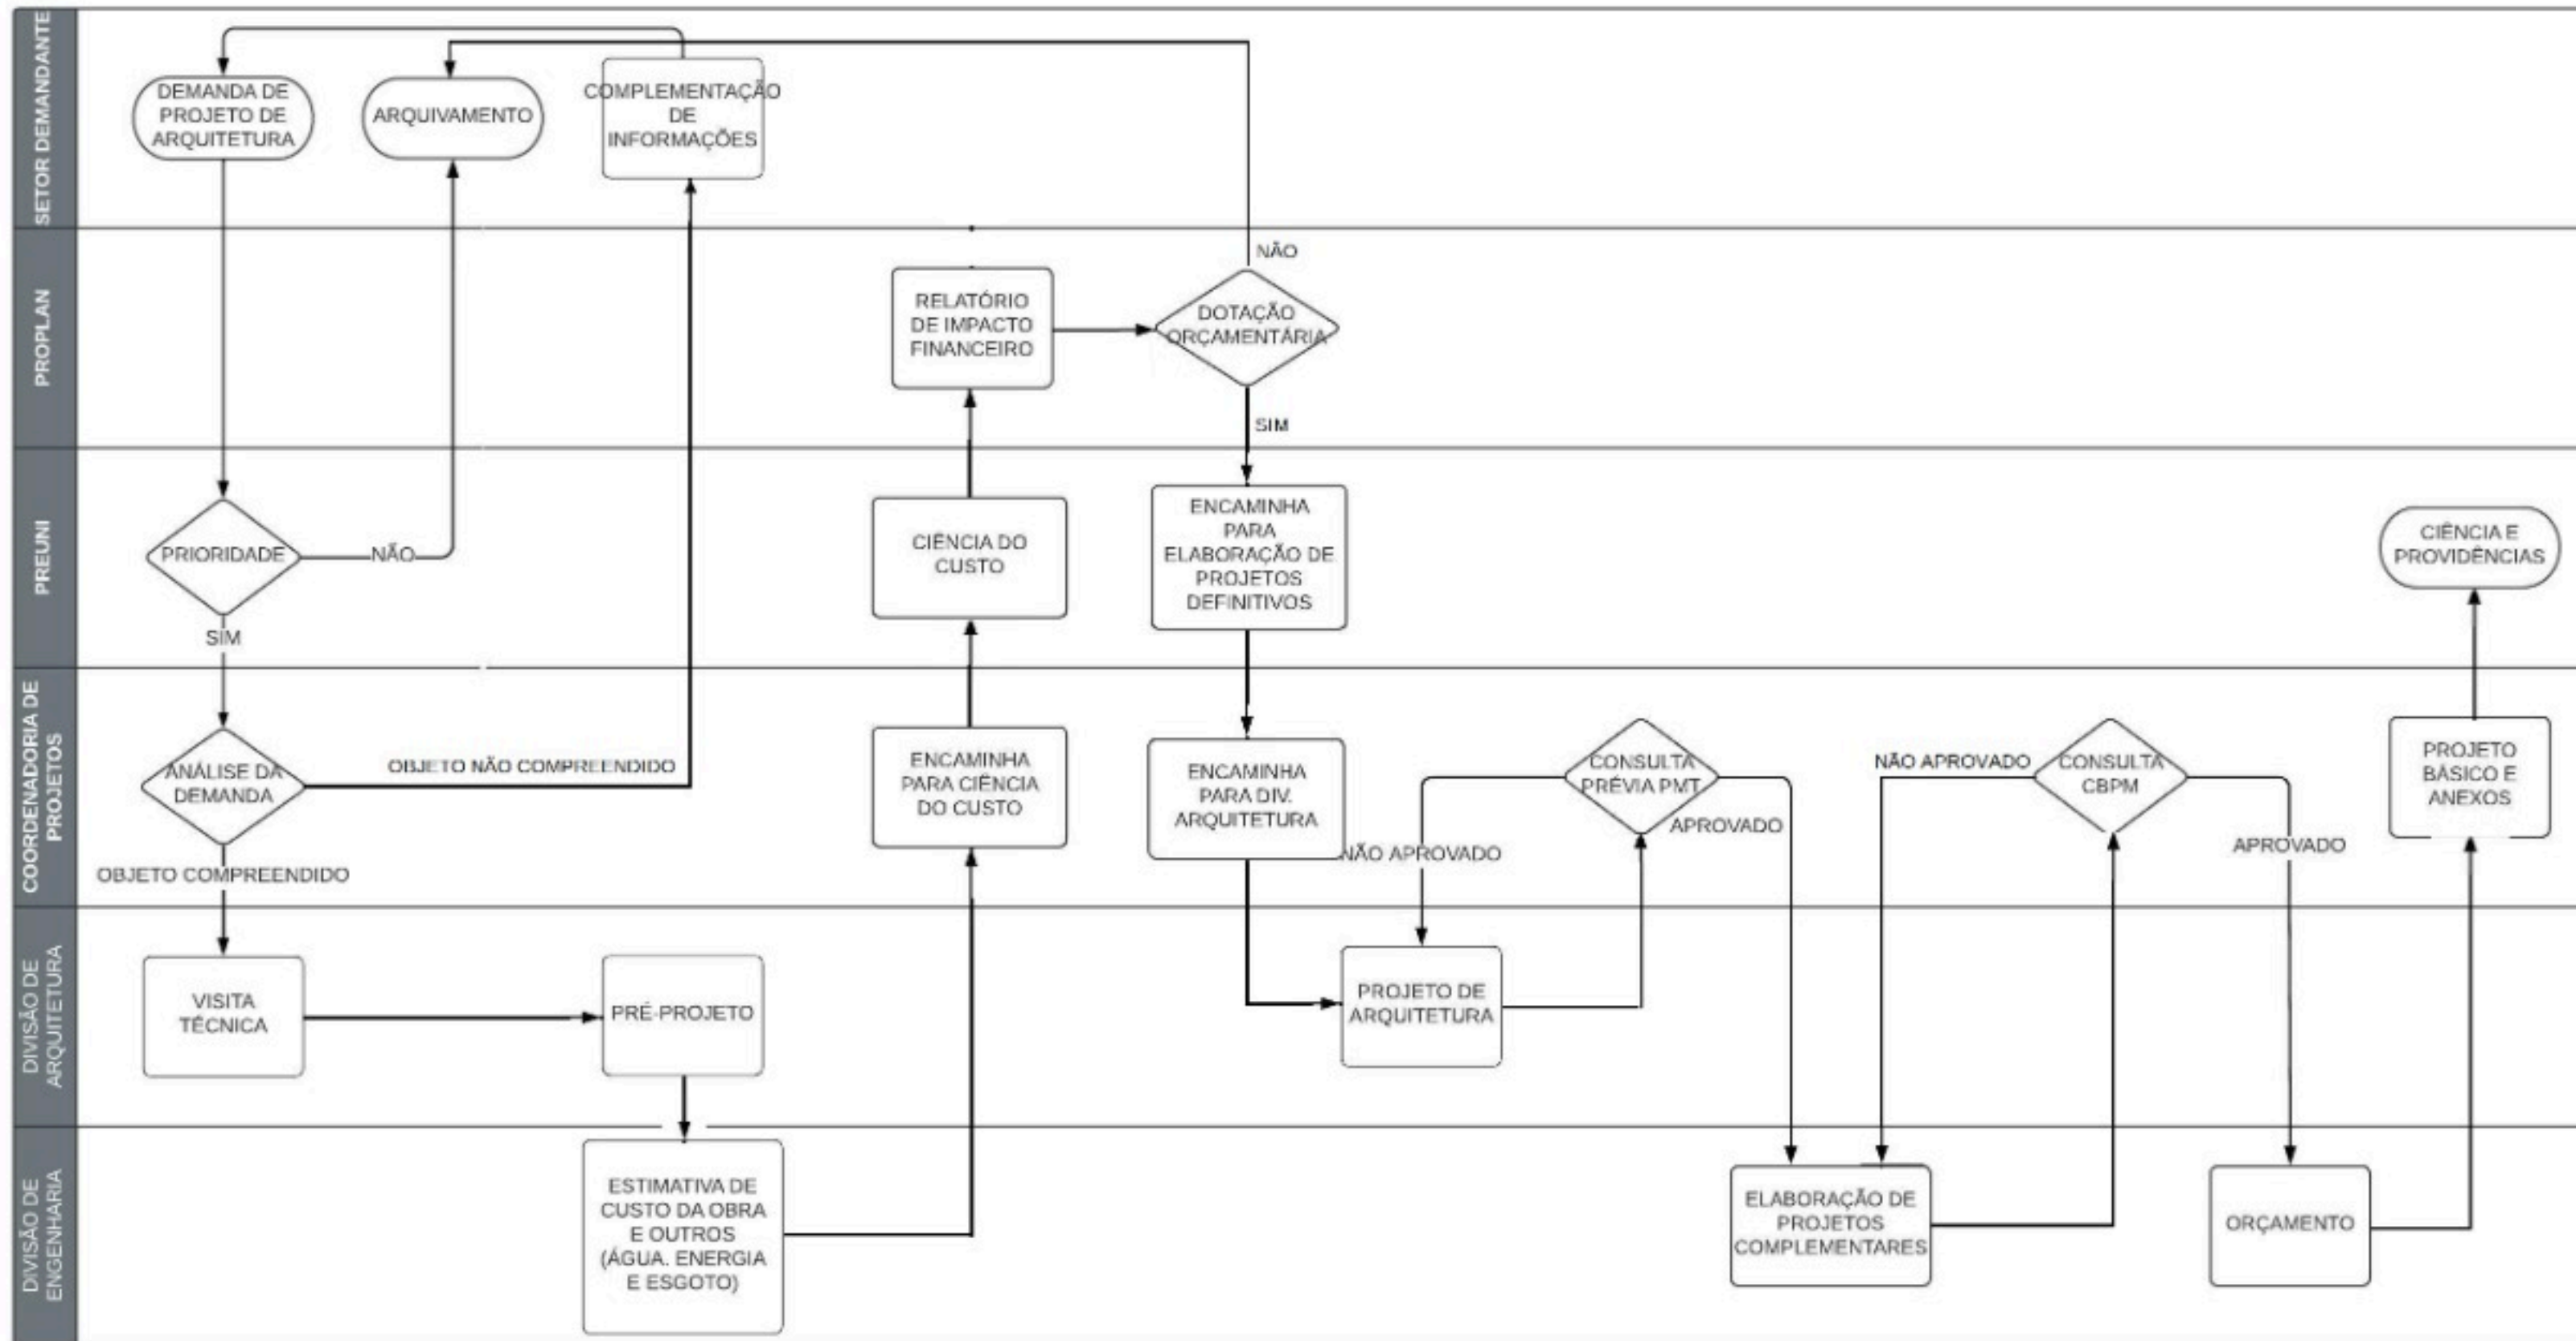 SETOR DEMANDANTE
DEMANDA DE
PROJETO DE
ARQUITETURA
ARQUIVAMENTO
COMPLEMENTAÇÃO
DE
INFORMAÇÕES
PROPLAN
RELATÓRIO
DE IMPACTO
FINANCEIRO
DOTAÇÃO
ORÇAMENTÁRIA
NÃO
SIM
PREUNI
PRIORIDADE
NÃO
SIM
CIÊNCIA DO
CUSTO
ENCAMINHA
PARA
ELABORAÇÃO DE
PROJETOS
DEFINITIVOS
CIÊNCIA E
PROVIDÊNCIAS
COORDENADORIA DE
PROJETOS
ANÁLISE DA
DEMANDA
OBJETO NÃO COMPREENDIDO
OBJETO COMPREENDIDO
ENCAMINHA
PARA CIÊNCIA
DO CUSTO
ENCAMINHA
PARA DIV.
ARQUITETURA
NÃO APROVADO
CONSULTA
PRÉVIA PMT
APROVADO
NÃO APROVADO
CONSULTA
CBPM
APROVADO
PROJETO
BÁSICO E
ANEXOS
DIVISÃO DE
ARQUITETURA
VISITA
TÉCNICA
PRÉ-PROJETO
PROJETO DE
ARQUITETURA
DIVISÃO DE
ENGENHARIA
ESTIMATIVA DE
CUSTO DA OBRA
E OUTROS
(ÁGUA. ENERGIA
E ESGOTO)
ELABORAÇÃO DE
PROJETOS
COMPLEMENTARES
ORÇAMENTO